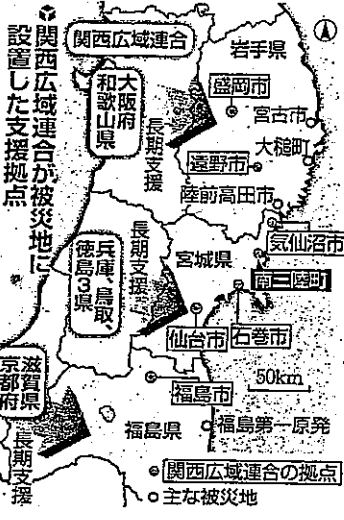 関西広域連合が被災地に
設置した支援拠点
関西広域連合
大阪府
和歌山県
長期支援
兵庫、鳥取、
徳島3県
長期支援
滋賀県
京都府
長期支援
岩手県
盛岡市
宮古市
大槌町
遠野市
陸前高田市
気仙沼市
宮城県
南三陸町
仙台市
石巻市
50km
福島市
福島県
福島第一原発
関西広域連合の拠点
主な被災地